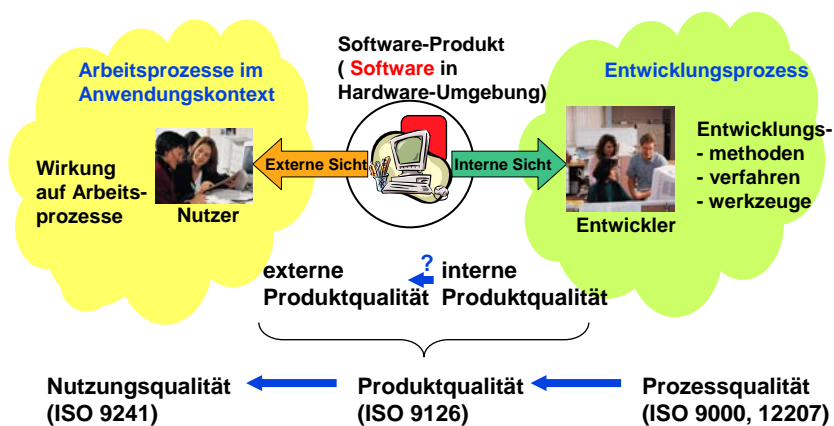 Software-Produkt
( Software in
Hardware-Umgebung)
Arbeitsprozesse im
Anwendungskontext
Entwicklungsprozess
Wirkung
auf Arbeits-
prozesse
Nutzer
Externe Sicht
Interne Sicht
Entwickler
Entwicklungs-
- methoden
- verfahren
- werkzeuge
externe
Produktqualität
?
interne
Produktqualität
Nutzungsqualität
(ISO 9241)
Produktqualität
(ISO 9126)
Prozessqualität
(ISO 9000, 12207)